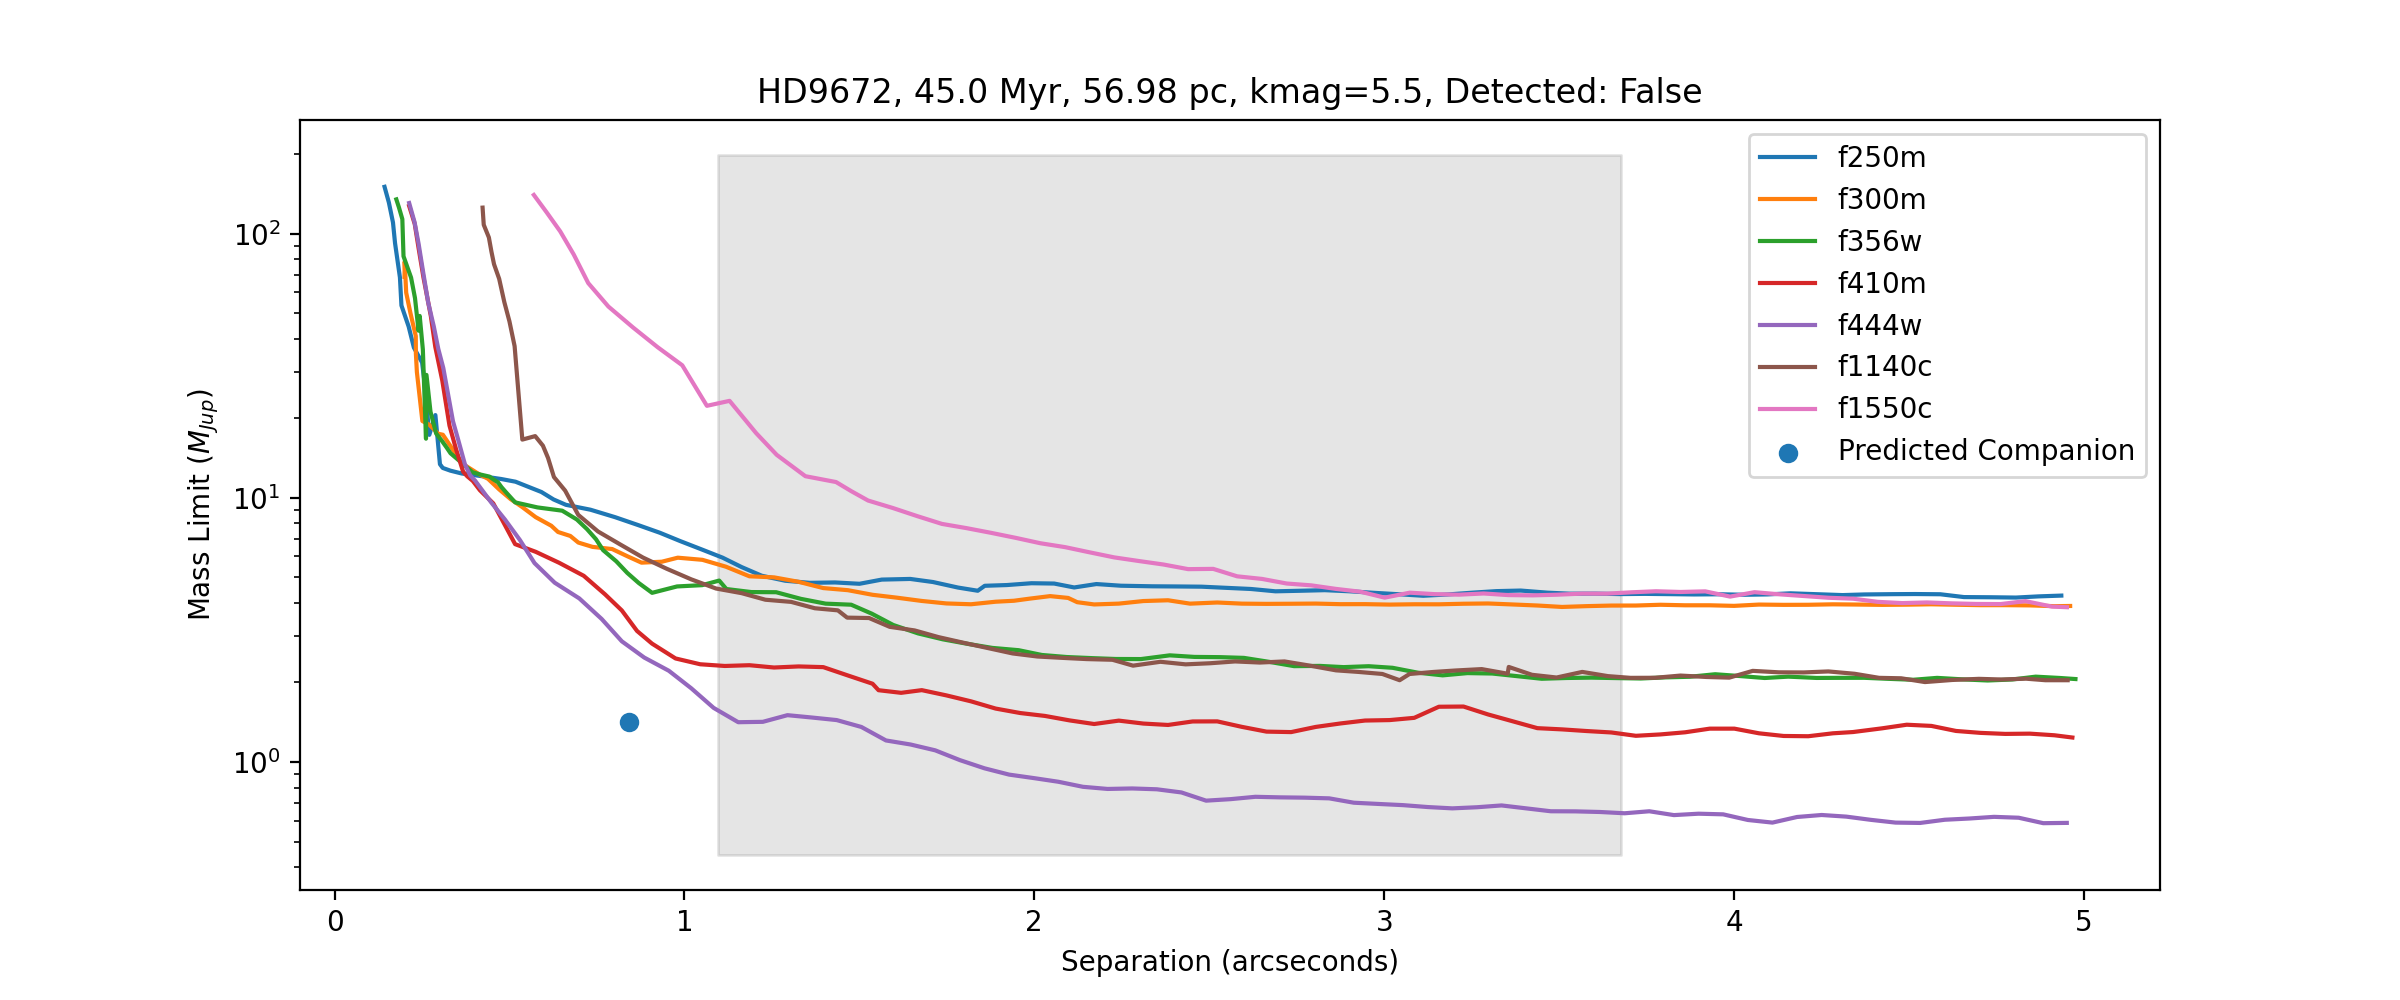 HD9672, 45.0 Myr, 56.98 pc, kmag=5.5, Detected: False
f250m
f300m
f356w
f410m
f444w
f1140c
f1550c
Predicted Companion
Mass Limit (M_Jup)
10^2
10^1
10^0
0 1 2 3 4 5
Separation (arcseconds)